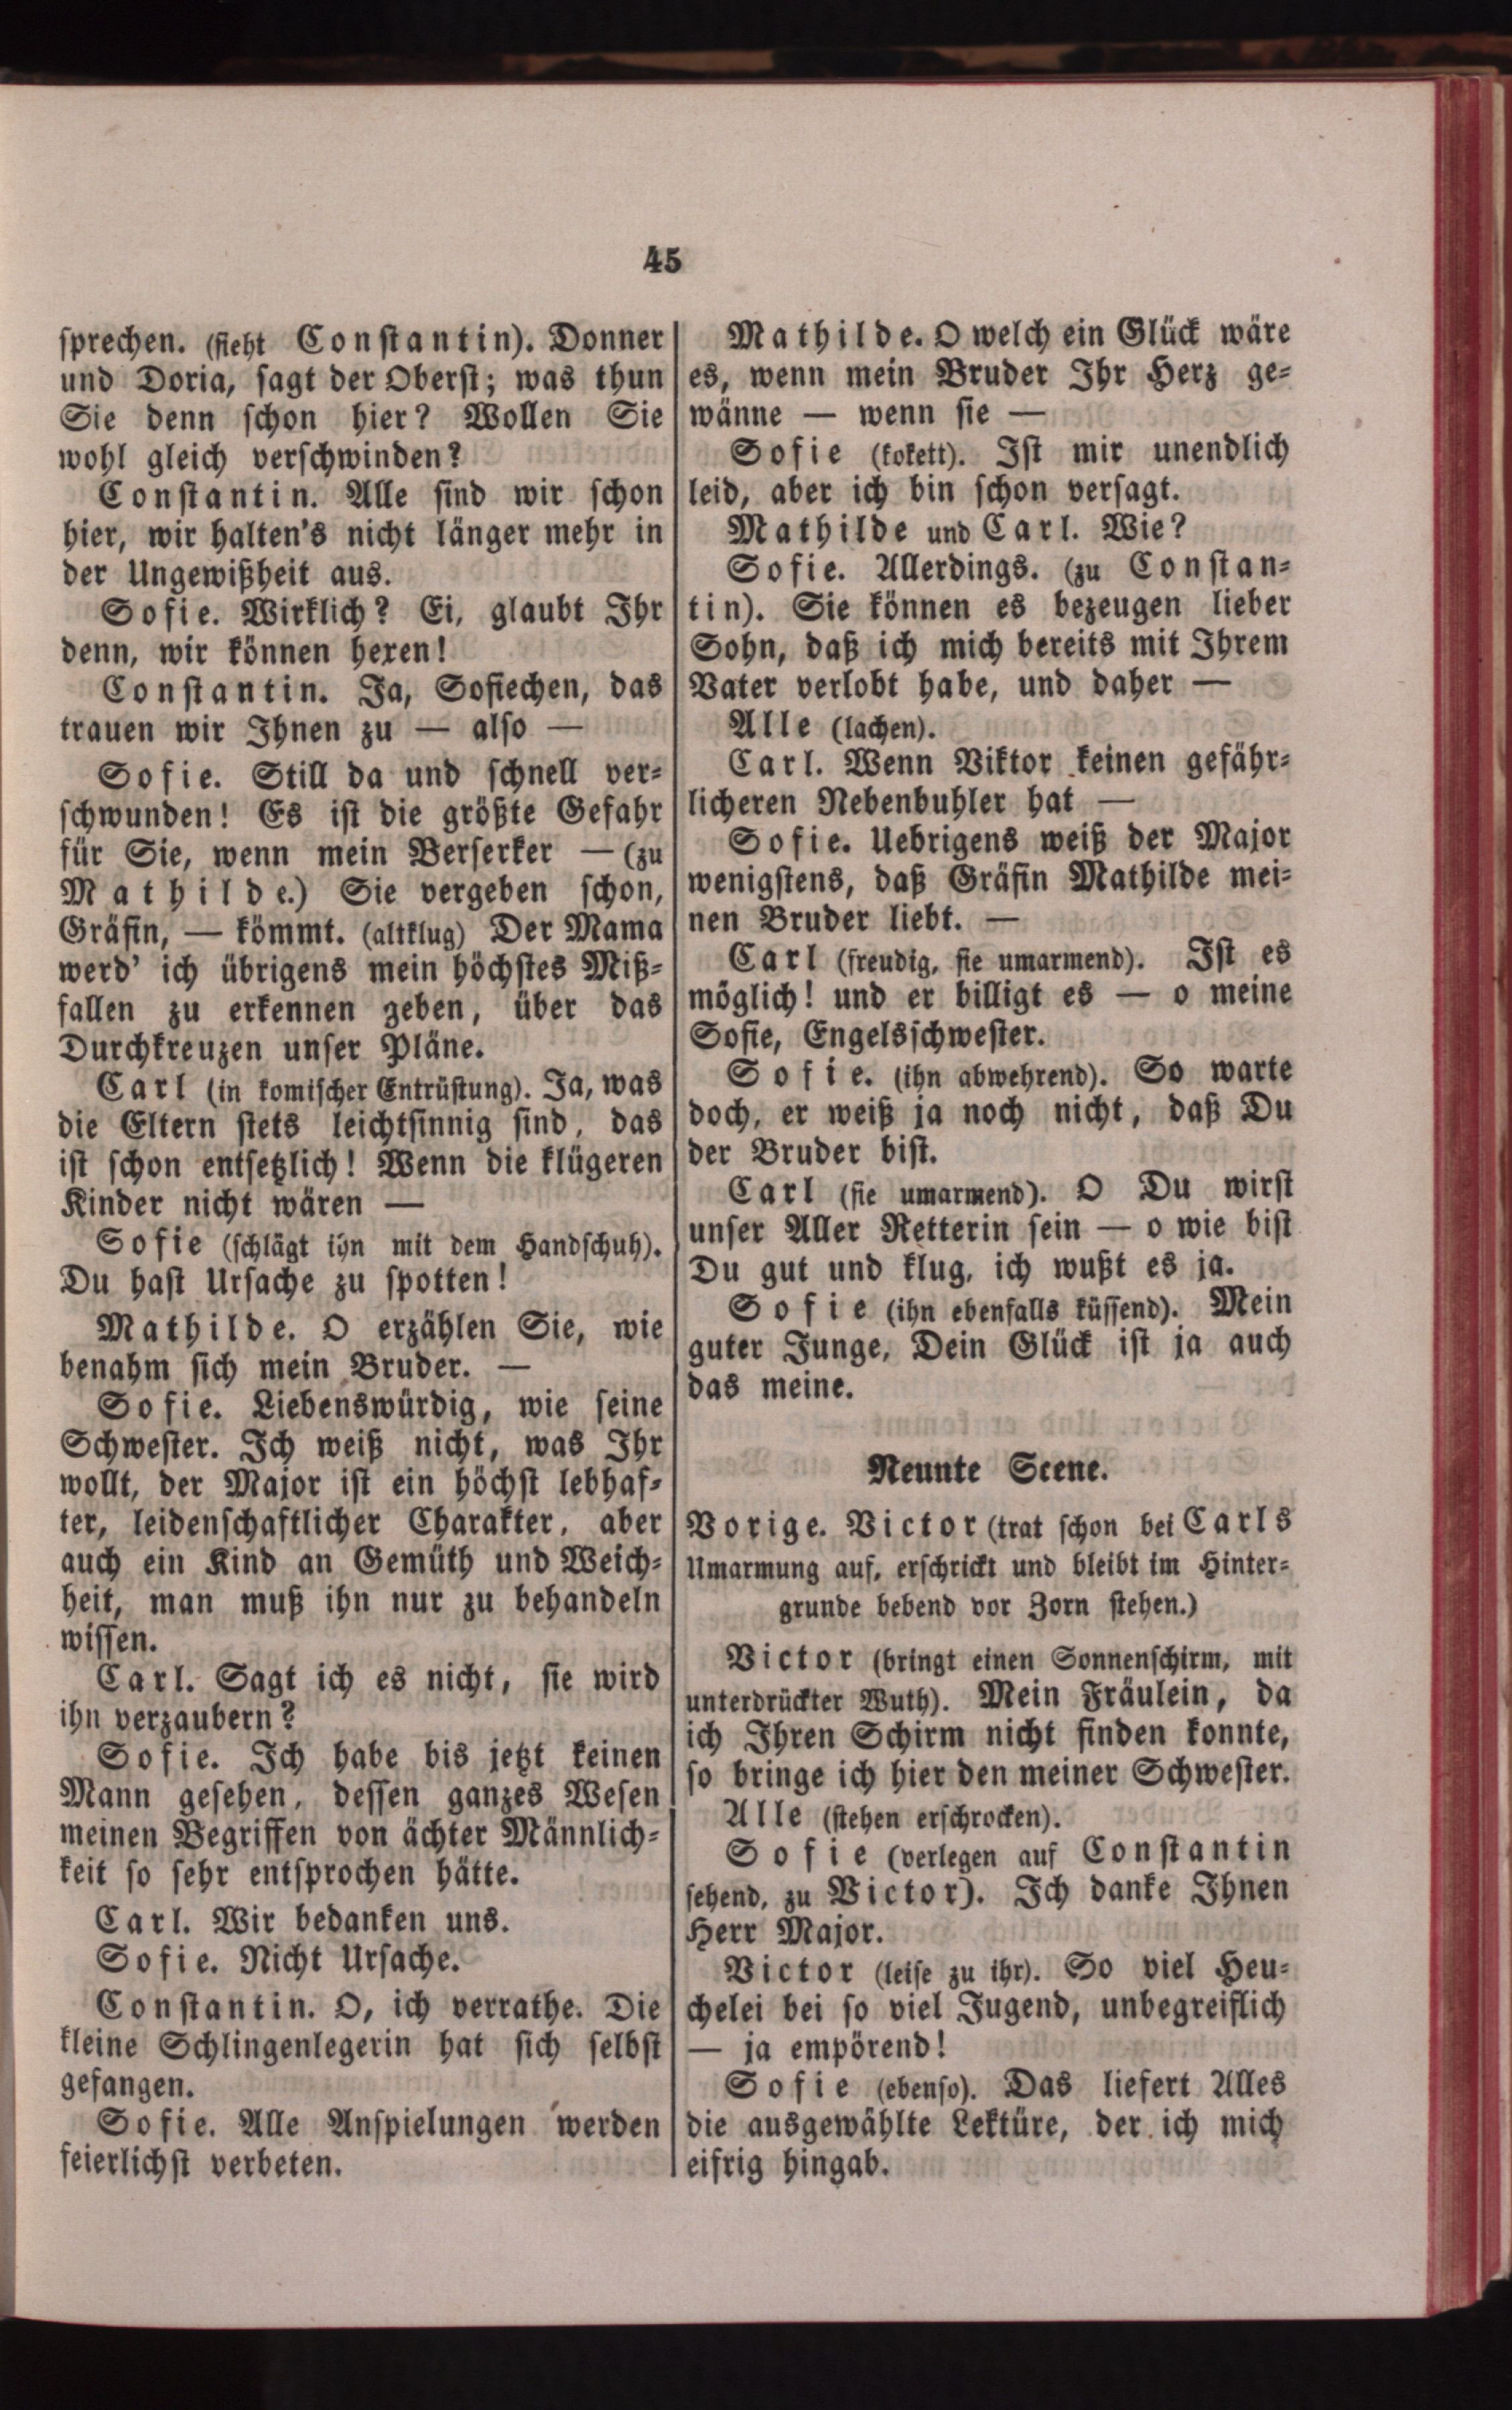 45
sprechen. (sieht Constantin). Donner
und Doria, sagt der Oberst; was thun
Sie denn schon hier? Wollen Sie
wohl gleich verschwinden?
Constantin. Alle sind wir schon
hier, wir halten's nicht länger mehr in
der Ungewißheit aus.
Sofie. Wirklich? Ei, glaubt Ihr
denn, wir können hexen!
Constantin. Ja, Sofiechen, das
trauen wir Ihnen zu — also —
Sofie. Still da und schnell ver-
schwunden! Es ist die größte Gefahr
für Sie, wenn mein Berserker — (zu
Mathilde.) Sie vergeben schon,
Gräfin, — kömmt. (altklug) Der Mama
werd' ich übrigens mein höchstes Miß-
fallen zu erkennen geben, über das
Durchkreuzen unser Pläne.
Carl (in komischer Entrüstung). Ja, was
die Eltern stets leichtsinnig sind, das
ist schon entsetzlich! Wenn die klügeren
Kinder nicht wären —
Sofie (schlägt ihn mit dem Handschuh).
Du hast Ursache zu spotten!
Mathilde. O erzählen Sie, wie
benahm sich mein Bruder. —
Sofie. Liebenswürdig, wie seine
Schwester. Ich weiß nicht, was Ihr
wollt, der Major ist ein höchst lebhaf-
ter, leidenschaftlicher Charakter, aber
auch ein Kind an Gemüth und Weich-
heit, man muß ihn nur zu behandeln
wissen.
Carl. Sagt ich es nicht, sie wird
ihn verzaubern?
Sofie. Ich habe bis jetzt keinen
Mann gesehen, dessen ganzes Wesen
meinen Begriffen von ächter Männlich-
keit so sehr entsprochen hätte.
Carl. Wir bedanken uns.
Sofie. Nicht Ursache.
Constantin. O, ich verrathe. Die
kleine Schlingenlegerin hat sich selbst
gefangen.
Sofie. Alle Anspielungen werden
feierlichst verbeten.
Mathilde. O welch ein Glück wäre
es, wenn mein Bruder Ihr Herz ge-
wänne — wenn sie —
Sofie (kokett). Ist mir unendlich
leid, aber ich bin schon versagt.
Mathilde und Carl. Wie?
Sofie. Allerdings. (zu Constan-
tin). Sie können es bezeugen lieber
Sohn, daß ich mich bereits mit Ihrem
Vater verlobt habe, und daher —
Alle (lachen).
Carl. Wenn Viktor keinen gefähr-
licheren Nebenbuhler hat —
Sofie. Uebrigens weiß der Major
wenigstens, daß Gräfin Mathilde mei-
nen Bruder liebt. —
Carl (freudig, sie umarmend). Ist es
möglich! und er billigt es — o meine
Sofie, Engelsschwester.
Sofie. (ihn abwehrend). So warte
doch, er weiß ja noch nicht, daß Du
der Bruder bist.
Carl (sie umarmend). O Du wirst
unser Aller Retterin sein — o wie bist
Du gut und klug, ich wußt es ja.
Sofie (ihn ebenfalls küssend). Mein
guter Junge, Dein Glück ist ja auch
das meine.
Neunte Scene.
Vorige. Victor (trat schon bei Carls
Umarmung auf, erschrickt und bleibt im Hinter-
grunde bebend vor Zorn stehen.)
Victor (bringt einen Sonnenschirm, mit
unterdrückter Wuth). Mein Fräulein, da
ich Ihren Schirm nicht finden konnte,
so bringe ich hier den meiner Schwester.
Alle (stehen erschrocken).
Sofie (verlegen auf Constantin
sehend, zu Victor). Ich danke Ihnen
Herr Major.
Victor (leise zu ihr). So viel Heu-
chelei bei so viel Jugend, unbegreiflich
— ja empörend!
Sofie (ebenso). Das liefert Alles
die ausgewählte Lektüre, der ich mich
eifrig hingab.